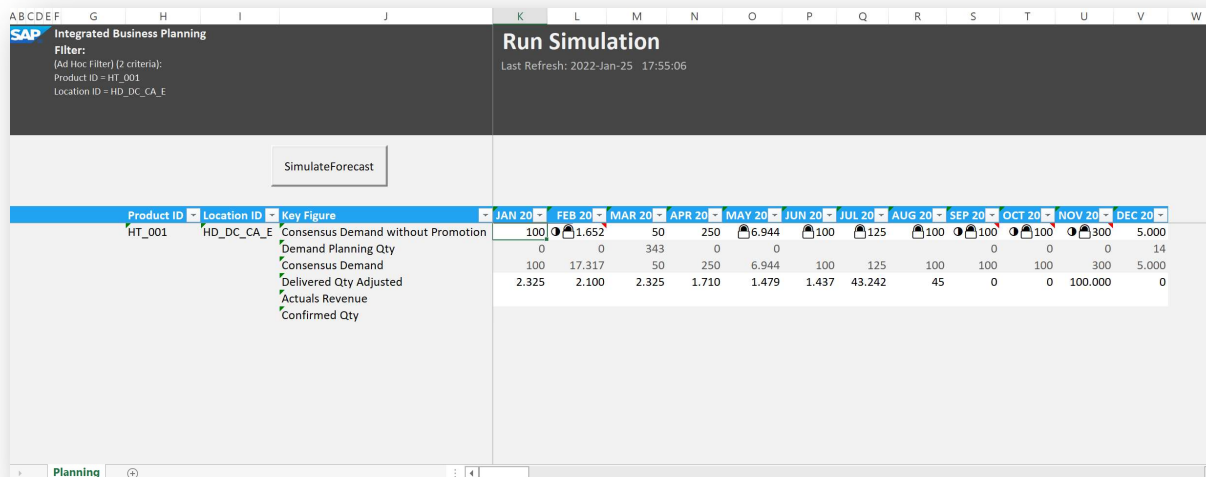 A B C D E F G H I J K L M N O P Q R S T U V W
SAP Integrated Business Planning
Filter:
(Ad Hoc Filter) (2 criteria):
Product ID = HT_001
Location ID = HD_DC_CA_E
Run Simulation
Last Refresh: 2022-Jan-25 17:55:06
SimulateForecast
Product ID Location ID Key Figure JAN 20 FEB 20 MAR 20 APR 20 MAY 20 JUN 20 JUL 20 AUG 20 SEP 20 OCT 20 NOV 20 DEC 20
HT_001 HD_DC_CA_E Consensus Demand without Promotion 100 1.652 50 250 6.944 100 125 100 100 100 300 5.000
Demand Planning Qty 0 0 343 0 0 0 0 0 14
Consensus Demand 100 17.317 50 250 6.944 100 125 100 100 100 300 5.000
Delivered Qty Adjusted 2.325 2.100 2.325 1.710 1.479 1.437 43.242 45 0 0 100.000 0
Actuals Revenue
Confirmed Qty
Planning